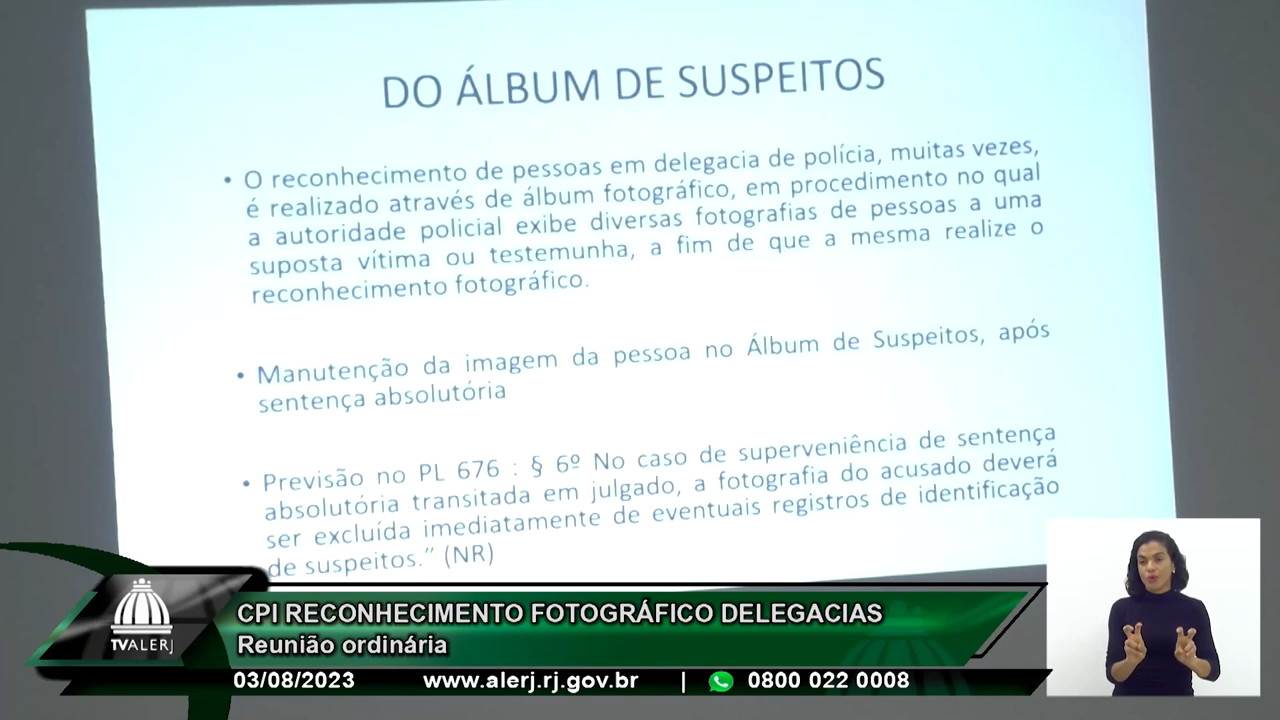 DO ÁLBUM DE SUSPEITOS
• O reconhecimento de pessoas em delegacia de polícia, muitas vezes,
é realizado através de álbum fotográfico, em procedimento no qual
a autoridade policial exibe diversas fotografias de pessoas a uma
suposta vítima ou testemunha, a fim de que a mesma realize o
reconhecimento fotográfico.
• Manutenção da imagem da pessoa no Álbum de Suspeitos, após
sentença absolutória
• Previsão no PL 676 : § 6º No caso de superveniência de sentença
absolutória transitada em julgado, a fotografia do acusado deverá
ser excluída imediatamente de eventuais registros de identificação
de suspeitos.” (NR)
TVALERJ
CPI RECONHECIMENTO FOTOGRÁFICO DELEGACIAS
Reunião ordinária
03/08/2023 www.alerj.rj.gov.br | 0800 022 0008